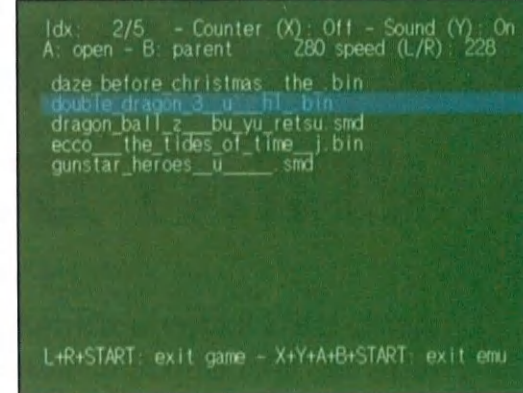 Idx: 2/5 - Counter (X): Off - Sound (Y): On
A: open - B: parent Z80 speed (L/R): 228
daze_before_christmas__the_.bin
double_dragon_3__u___h1_.bin
dragon_ball_z___bu_yu_retsu.smd
ecco___the_tides_of_time__j.bin
gunstar_heroes__u_____.smd
L+R+START: exit game - X+Y+A+B+START: exit emu